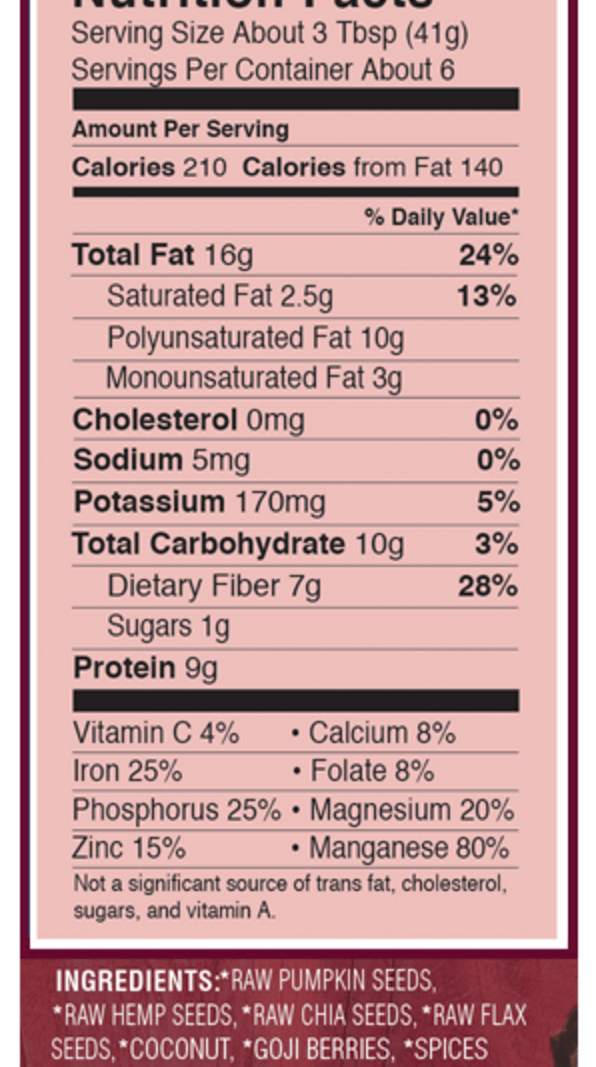 Nutrition Facts
Serving Size About 3 Tbsp (41g)
Servings Per Container About 6
Amount Per Serving
Calories 210 Calories from Fat 140
% Daily Value*
Total Fat 16g 24%
Saturated Fat 2.5g 13%
Polyunsaturated Fat 10g
Monounsaturated Fat 3g
Cholesterol 0mg 0%
Sodium 5mg 0%
Potassium 170mg 5%
Total Carbohydrate 10g 3%
Dietary Fiber 7g 28%
Sugars 1g
Protein 9g
Vitamin C 4% • Calcium 8%
Iron 25% • Folate 8%
Phosphorus 25% • Magnesium 20%
Zinc 15% • Manganese 80%
Not a significant source of trans fat, cholesterol,
sugars, and vitamin A.
INGREDIENTS:*RAW PUMPKIN SEEDS,
*RAW HEMP SEEDS, *RAW CHIA SEEDS, *RAW FLAX
SEEDS,*COCONUT, *GOJI BERRIES, *SPICES